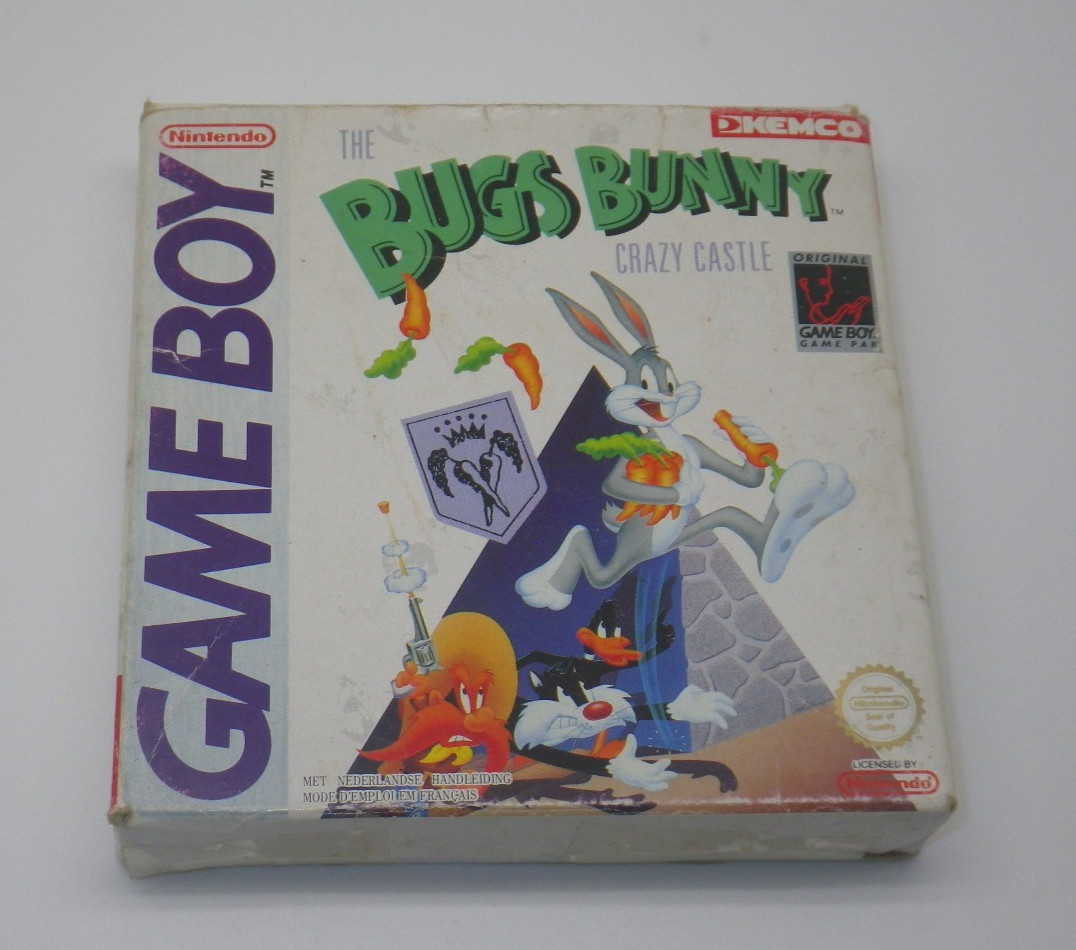 Nintendo
GAME BOY™
KEMCO
THE
BUGS BUNNY™
CRAZY CASTLE
ORIGINAL
GAME BOY
GAME PAK
MET NEDERLANDSE HANDLEIDING
MODE D'EMPLOI EM FRANÇAIS
Original
Nintendo
Seal of
Quality
LICENSED BY
Nintendo